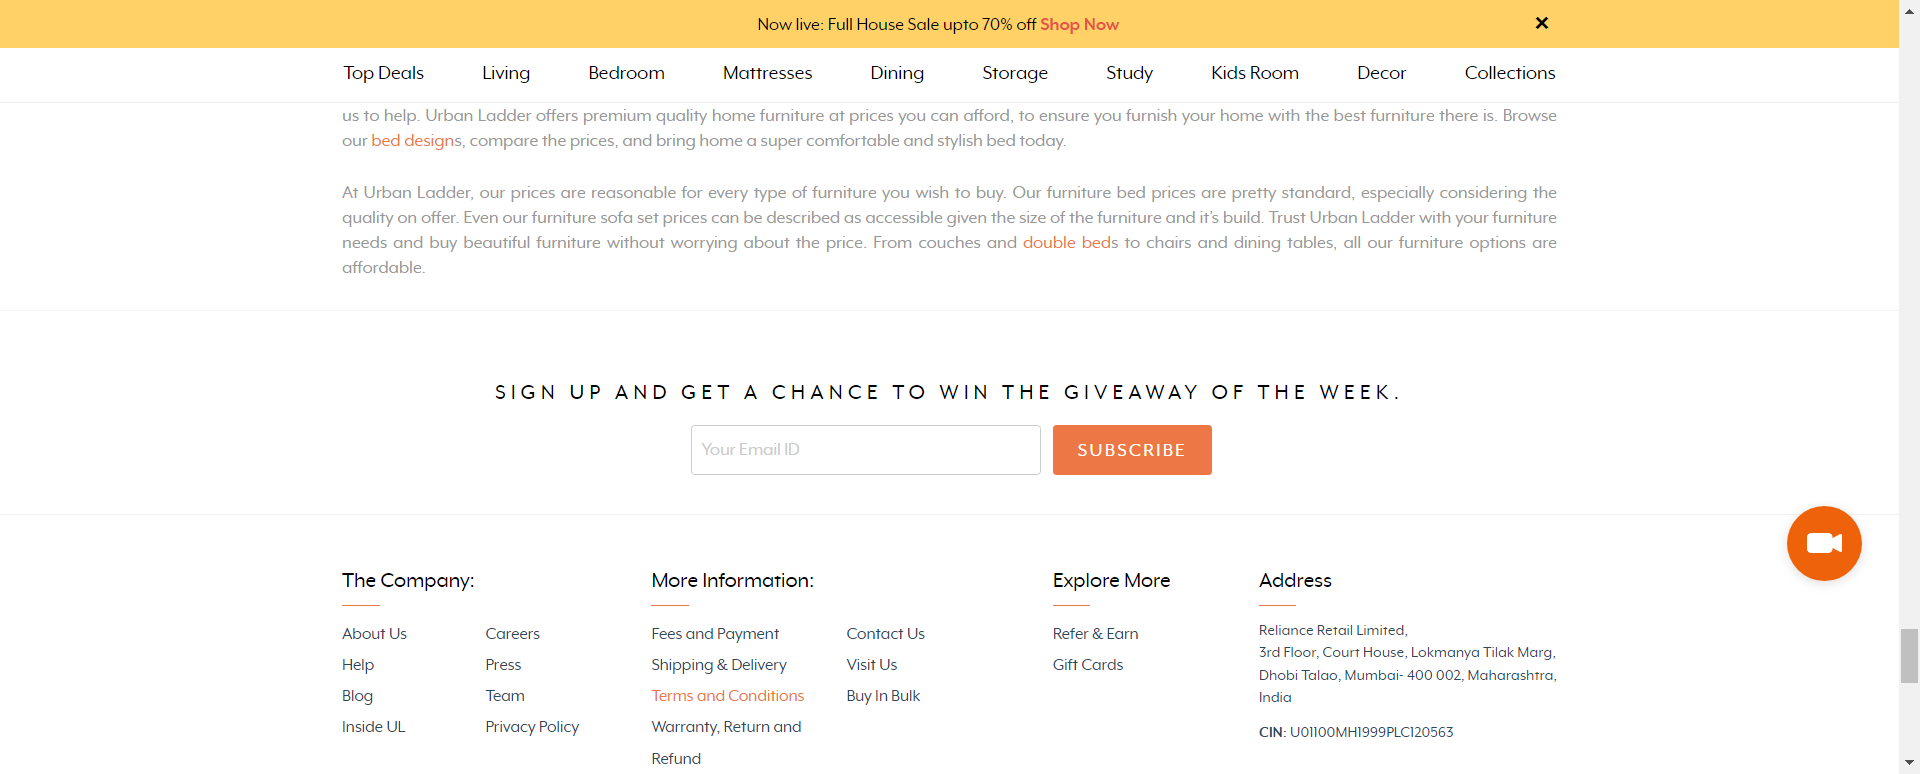 Now live: Full House Sale upto 70% off Shop Now ×
Top Deals Living Bedroom Mattresses Dining Storage Study Kids Room Decor Collections
us to help. Urban Ladder offers premium quality home furniture at prices you can afford, to ensure you furnish your home with the best furniture there is. Browse
our bed designs, compare the prices, and bring home a super comfortable and stylish bed today.
At Urban Ladder, our prices are reasonable for every type of furniture you wish to buy. Our furniture bed prices are pretty standard, especially considering the
quality on offer. Even our furniture sofa set prices can be described as accessible given the size of the furniture and it's build. Trust Urban Ladder with your furniture
needs and buy beautiful furniture without worrying about the price. From couches and double beds to chairs and dining tables, all our furniture options are
affordable.
SIGN UP AND GET A CHANCE TO WIN THE GIVEAWAY OF THE WEEK.
Your Email ID SUBSCRIBE
The Company:
About Us Careers
Help Press
Blog Team
Inside UL Privacy Policy
More Information:
Fees and Payment Contact Us
Shipping & Delivery Visit Us
Terms and Conditions Buy In Bulk
Warranty, Return and
Refund
Explore More
Refer & Earn
Gift Cards
Address
Reliance Retail Limited,
3rd Floor, Court House, Lokmanya Tilak Marg,
Dhobi Talao, Mumbai- 400 002, Maharashtra,
India
CIN: U01100MH1999PLC120563